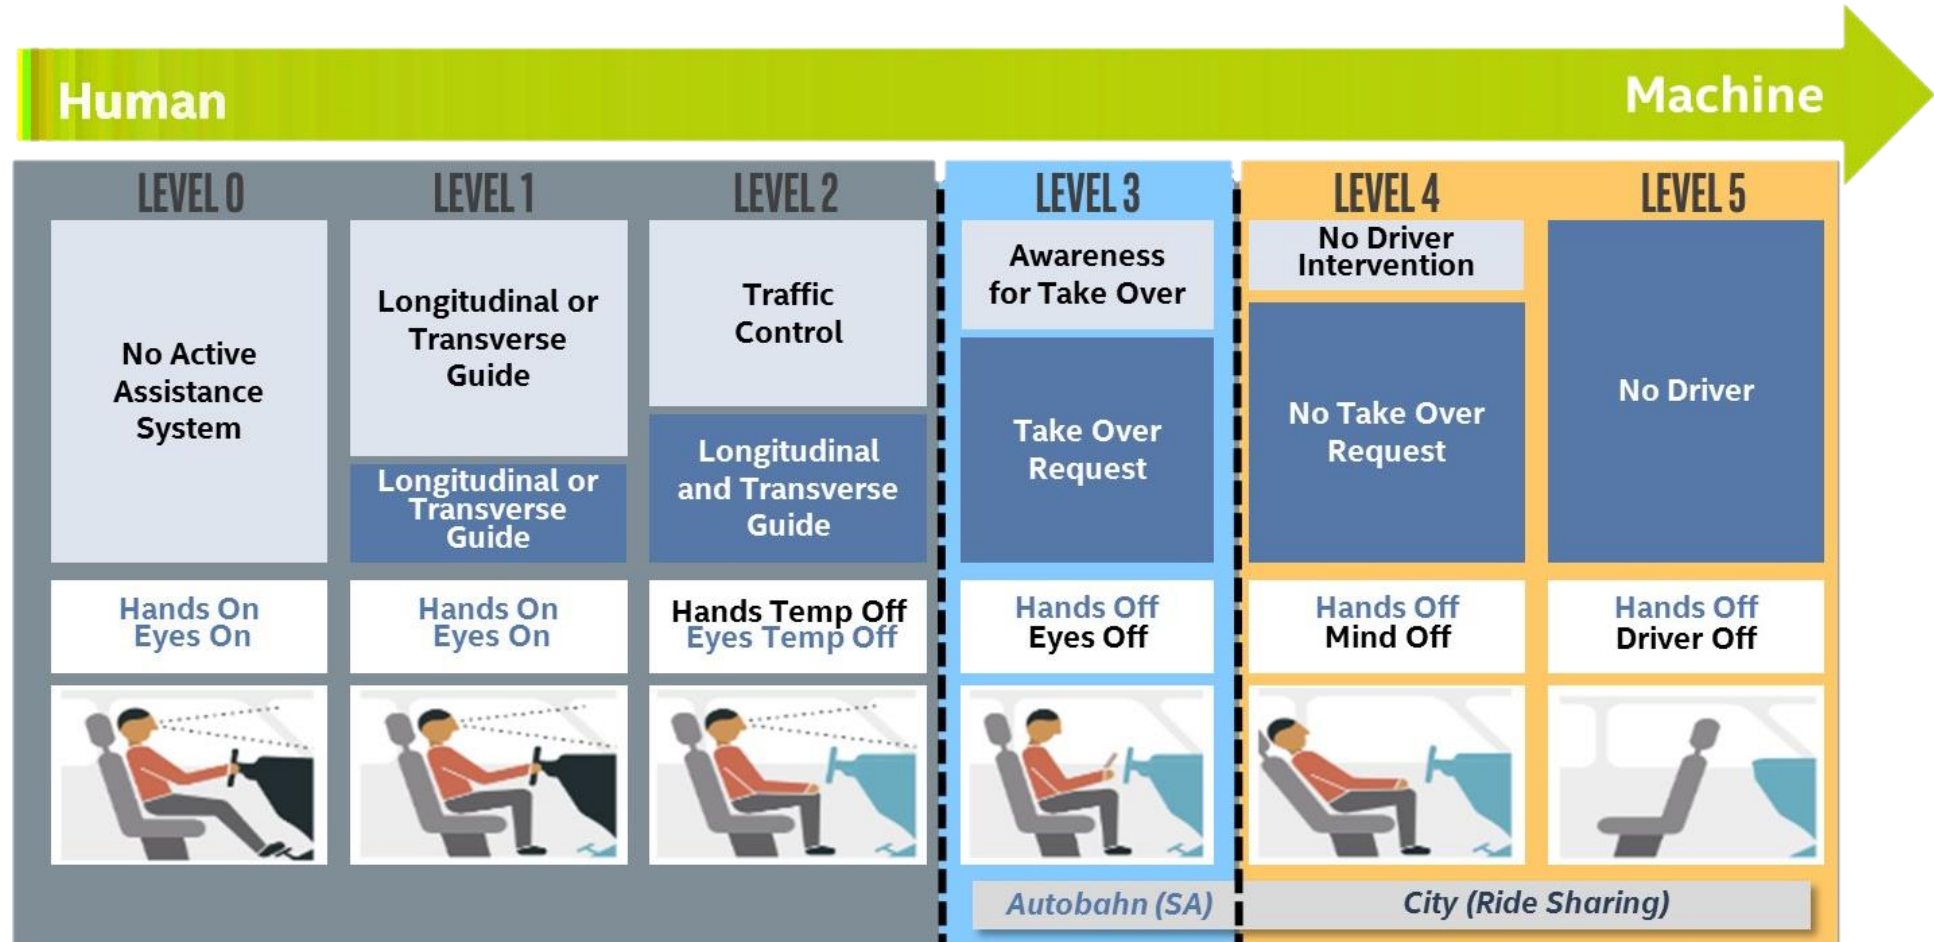 Human
Machine
LEVEL 0
LEVEL 1
LEVEL 2
LEVEL 3
LEVEL 4
LEVEL 5
No Active
Assistance
System
Longitudinal or
Transverse
Guide
Longitudinal or
Transverse
Guide
Traffic
Control
Longitudinal
and Transverse
Guide
Awareness
for Take Over
Take Over
Request
No Driver
Intervention
No Take Over
Request
No Driver
Hands On
Eyes On
Hands On
Eyes On
Hands Temp Off
Eyes Temp Off
Hands Off
Eyes Off
Hands Off
Mind Off
Hands Off
Driver Off
Autobahn (SA)
City (Ride Sharing)